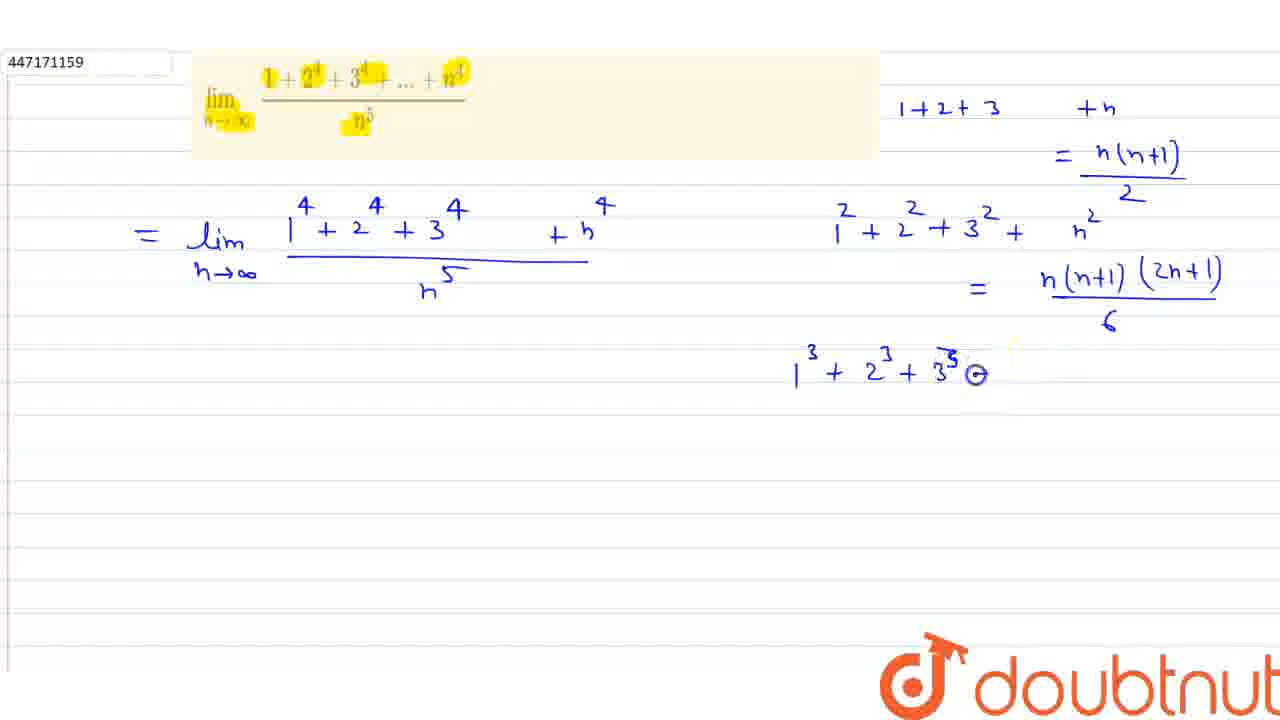 447171159
lim n→∞ (1 + 2⁴ + 3⁴ + ... + n⁴) / n⁵
1 + 2 + 3 + n
= n(n+1) / 2
= lim n→∞ (1⁴ + 2⁴ + 3⁴ + n⁴) / n⁵
1² + 2² + 3² + n²
= n(n+1) (2n+1) / 6
1³ + 2³ + 3³
doubtnut